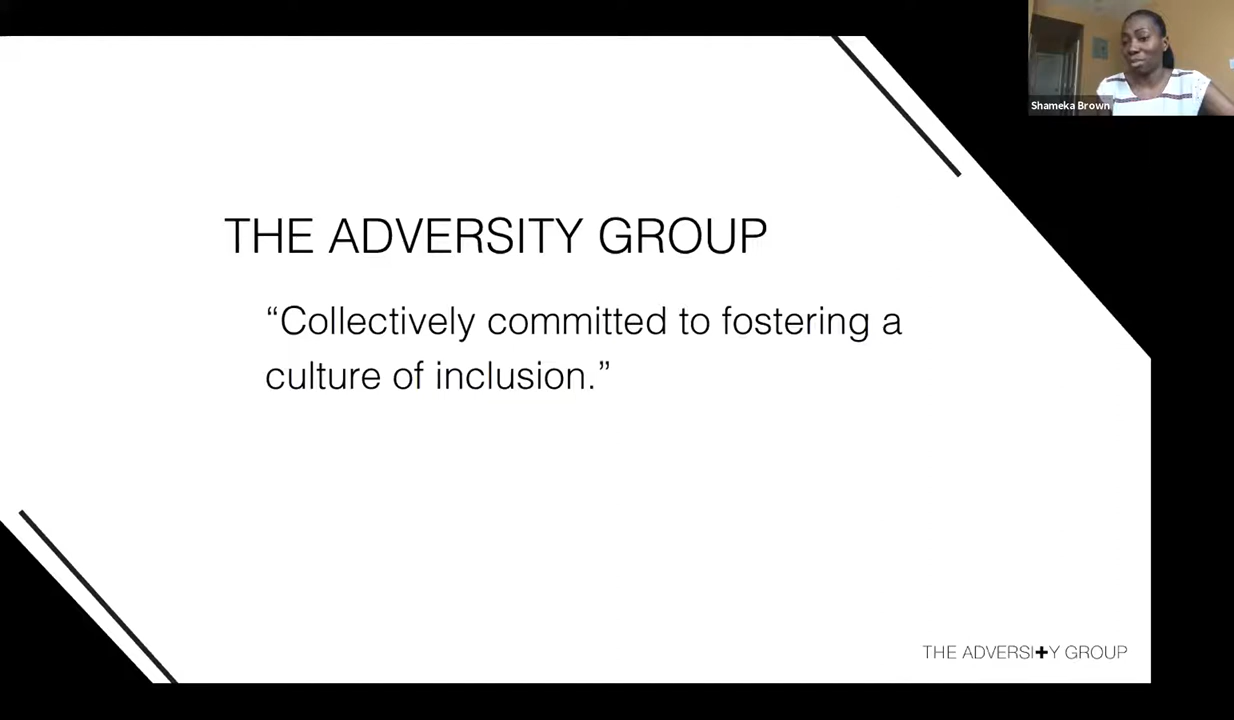 Shameka Brown
THE ADVERSITY GROUP
“Collectively committed to fostering a
culture of inclusion.”
THE ADVERSITY GROUP